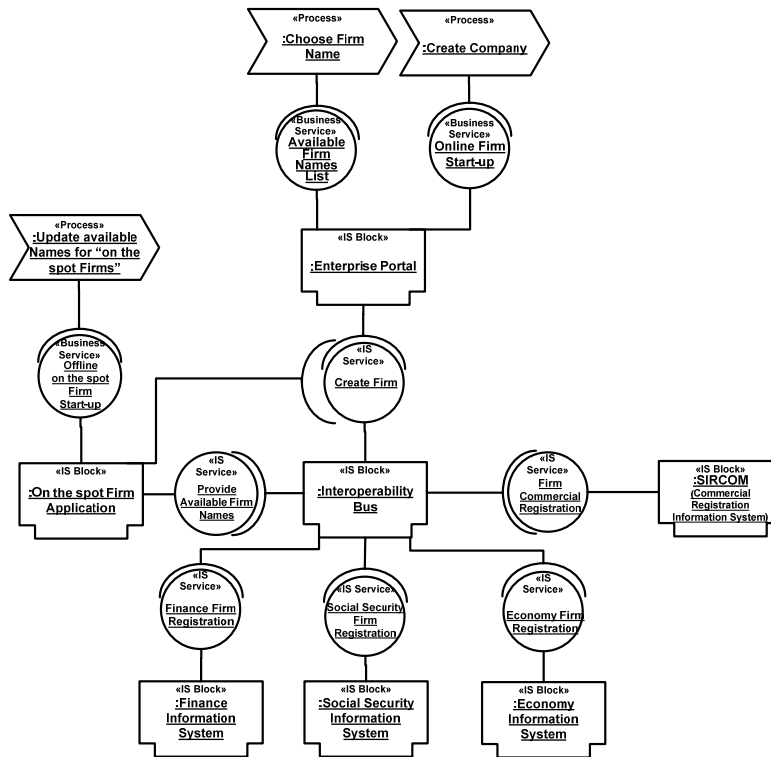 «Process»
:Choose Firm
Name
«Process»
:Create Company
«Business
Service»
Available
Firm
Names
List
«Business
Service»
Online Firm
Start-up
«Process»
:Update available
Names for “on the
spot Firms”
«IS Block»
:Enterprise Portal
«Business
Service»
Offline
on the spot
Firm
Start-up
«IS
Service»
Create Firm
«IS Block»
:On the spot Firm
Application
«IS
Service»
Provide
Available Firm
Names
«IS Block»
:Interoperability
Bus
«IS
Service»
Firm
Commercial
Registration
«IS Block»
:SIRCOM
(Commercial
Registration
Information System)
«IS
Service»
Finance Firm
Registration
«IS Service»
Social Security
Firm
Registration
«IS
Service»
Economy Firm
Registration
«IS Block»
:Finance
Information
System
«IS Block»
:Social Security
Information
System
«IS Block»
:Economy
Information
System